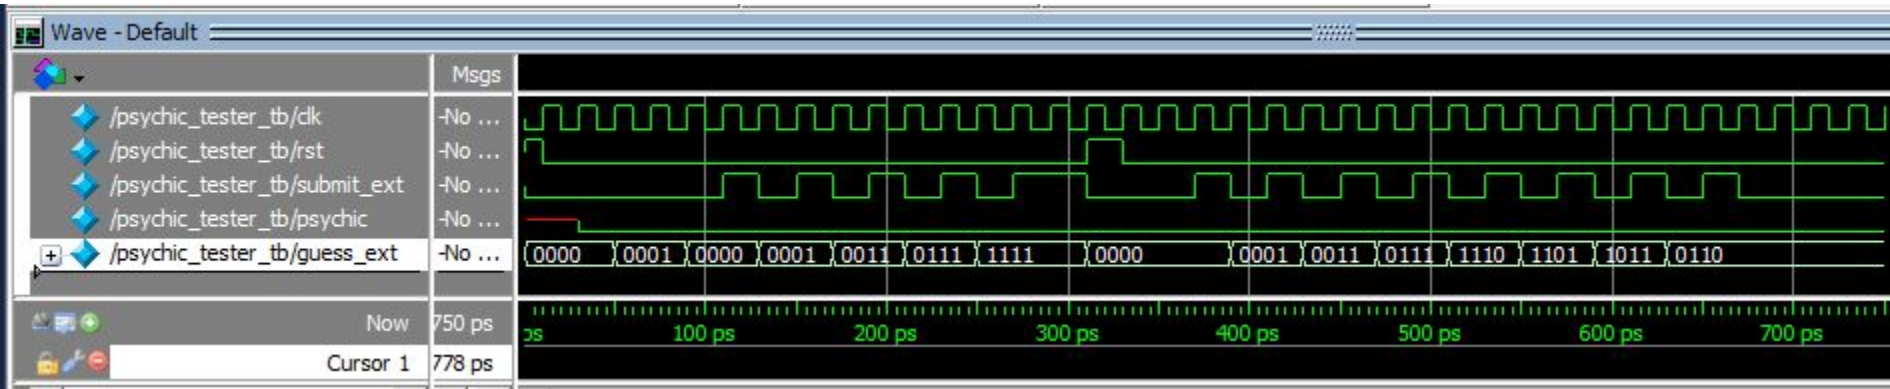 Wave - Default
Msgs
/psychic_tester_tb/clk -No ...
/psychic_tester_tb/rst -No ...
/psychic_tester_tb/submit_ext -No ...
/psychic_tester_tb/psychic -No ...
/psychic_tester_tb/guess_ext -No ... 0000 0001 0000 0001 0011 0111 1111 0000 0001 0011 0111 1110 1101 1011 0110
Now 750 ps ps 100 ps 200 ps 300 ps 400 ps 500 ps 600 ps 700 ps
Cursor 1 778 ps